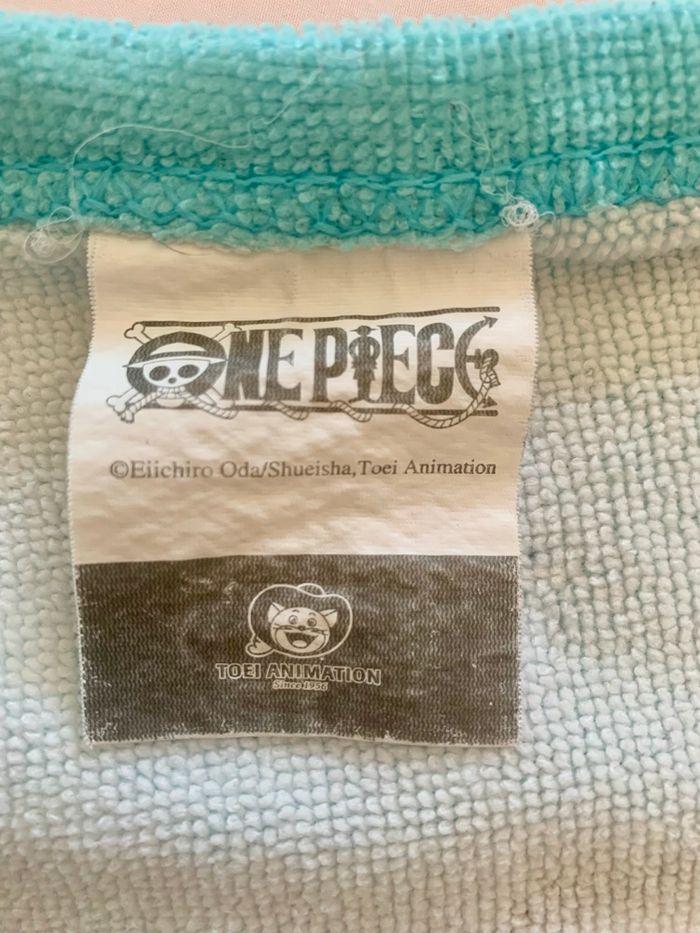 ONE PIECE
©Eiichiro Oda/Shueisha,Toei Animation
TOEI ANIMATION
Since 1956